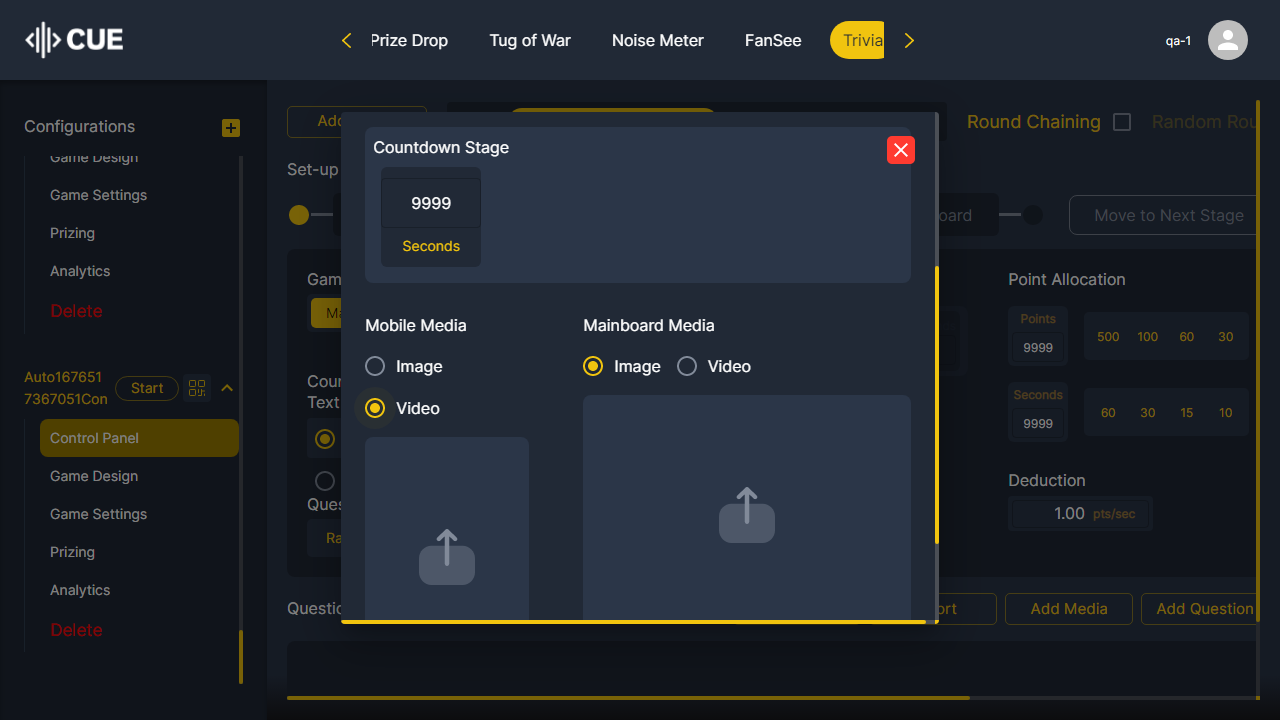 CUE
Prize Drop
Tug of War
Noise Meter
FanSee
Trivia
qa-1
Configurations
Game Design
Game Settings
Prizing
Analytics
Delete
Auto167651
7367051Con
Start
Control Panel
Game Design
Game Settings
Prizing
Analytics
Delete
Add
Round Chaining
Random Rou
Set-up
oard
Move to Next Stage
Countdown Stage
9999
Seconds
Mobile Media
Image
Video
Mainboard Media
Image
Video
Gam
Ma
Coun
Text
Ques
Ra
Point Allocation
Points
9999
500
100
60
30
Seconds
9999
60
30
15
10
Deduction
1.00 pts/sec
Questio
ort
Add Media
Add Question